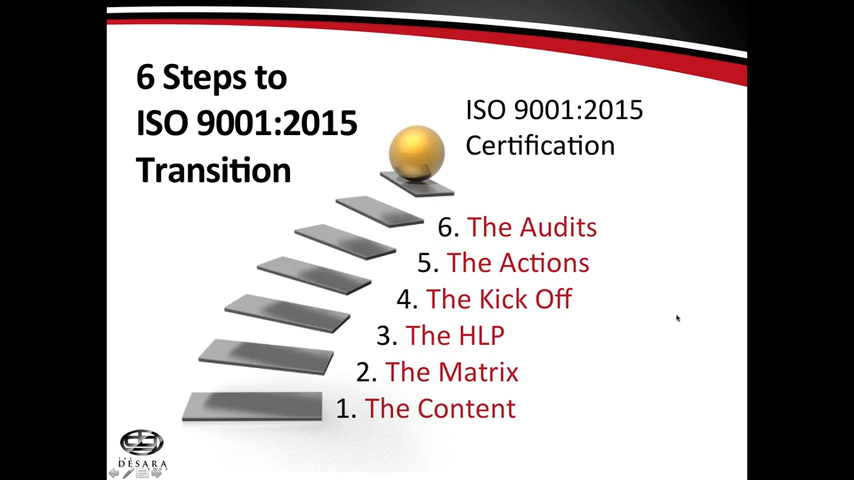 6 Steps to
ISO 9001:2015
Transition
ISO 9001:2015
Certification
6. The Audits
5. The Actions
4. The Kick Off
3. The HLP
2. The Matrix
1. The Content
THE
DESARA